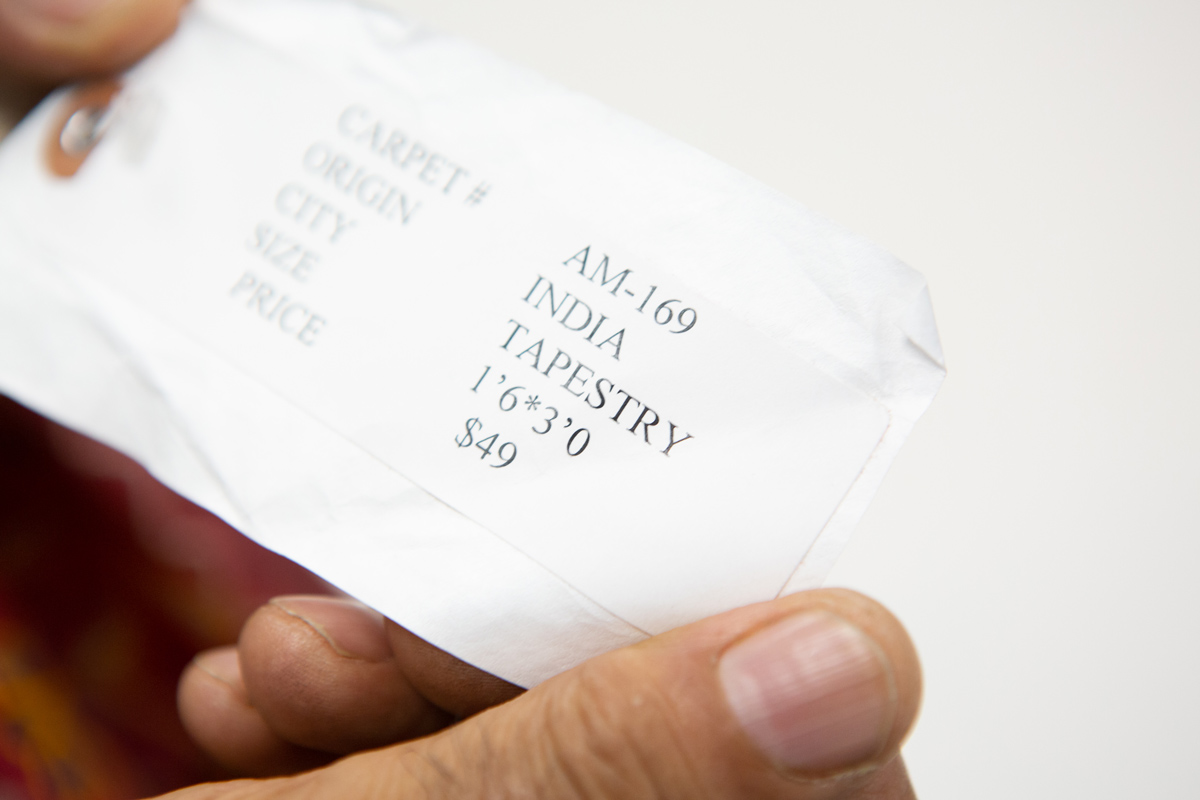 CARPET # AM-169
ORIGIN INDIA
CITY TAPESTRY
SIZE 1’6*3’0
PRICE $49